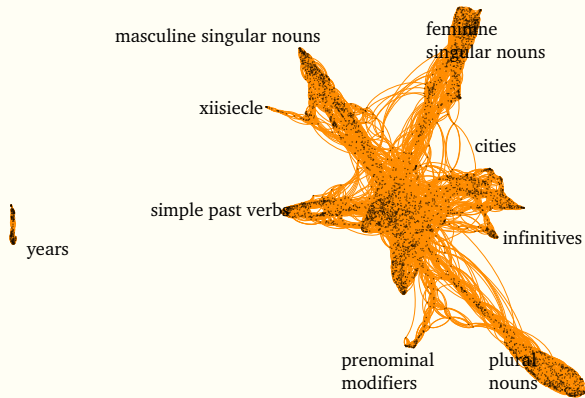 feminine
singular nouns
masculine singular nouns
xiisiecle
cities
simple past verbs
infinitives
years
prenominal
modifiers
plural
nouns